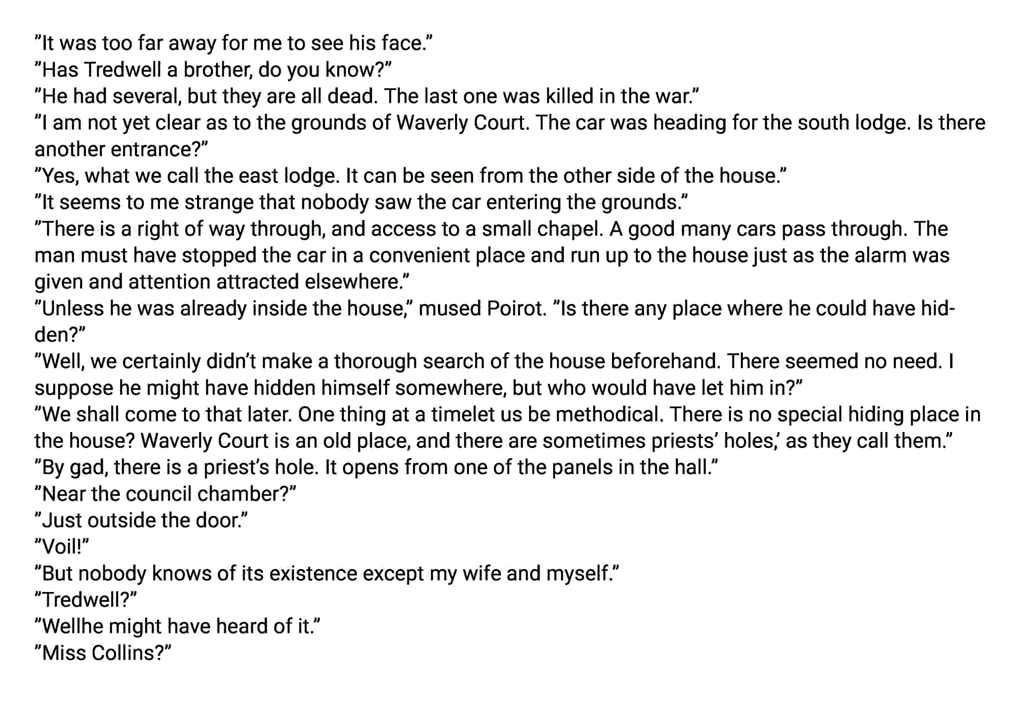 ”It was too far away for me to see his face.”
”Has Tredwell a brother, do you know?”
”He had several, but they are all dead. The last one was killed in the war.”
”I am not yet clear as to the grounds of Waverly Court. The car was heading for the south lodge. Is there
another entrance?”
”Yes, what we call the east lodge. It can be seen from the other side of the house.”
”It seems to me strange that nobody saw the car entering the grounds.”
”There is a right of way through, and access to a small chapel. A good many cars pass through. The
man must have stopped the car in a convenient place and run up to the house just as the alarm was
given and attention attracted elsewhere.”
”Unless he was already inside the house,” mused Poirot. ”Is there any place where he could have hid-
den?”
”Well, we certainly didn’t make a thorough search of the house beforehand. There seemed no need. I
suppose he might have hidden himself somewhere, but who would have let him in?”
”We shall come to that later. One thing at a timelet us be methodical. There is no special hiding place in
the house? Waverly Court is an old place, and there are sometimes priests’ holes,’ as they call them.”
”By gad, there is a priest’s hole. It opens from one of the panels in the hall.”
”Near the council chamber?”
”Just outside the door.”
”Voil!”
”But nobody knows of its existence except my wife and myself.”
”Tredwell?”
”Wellhe might have heard of it.”
”Miss Collins?”